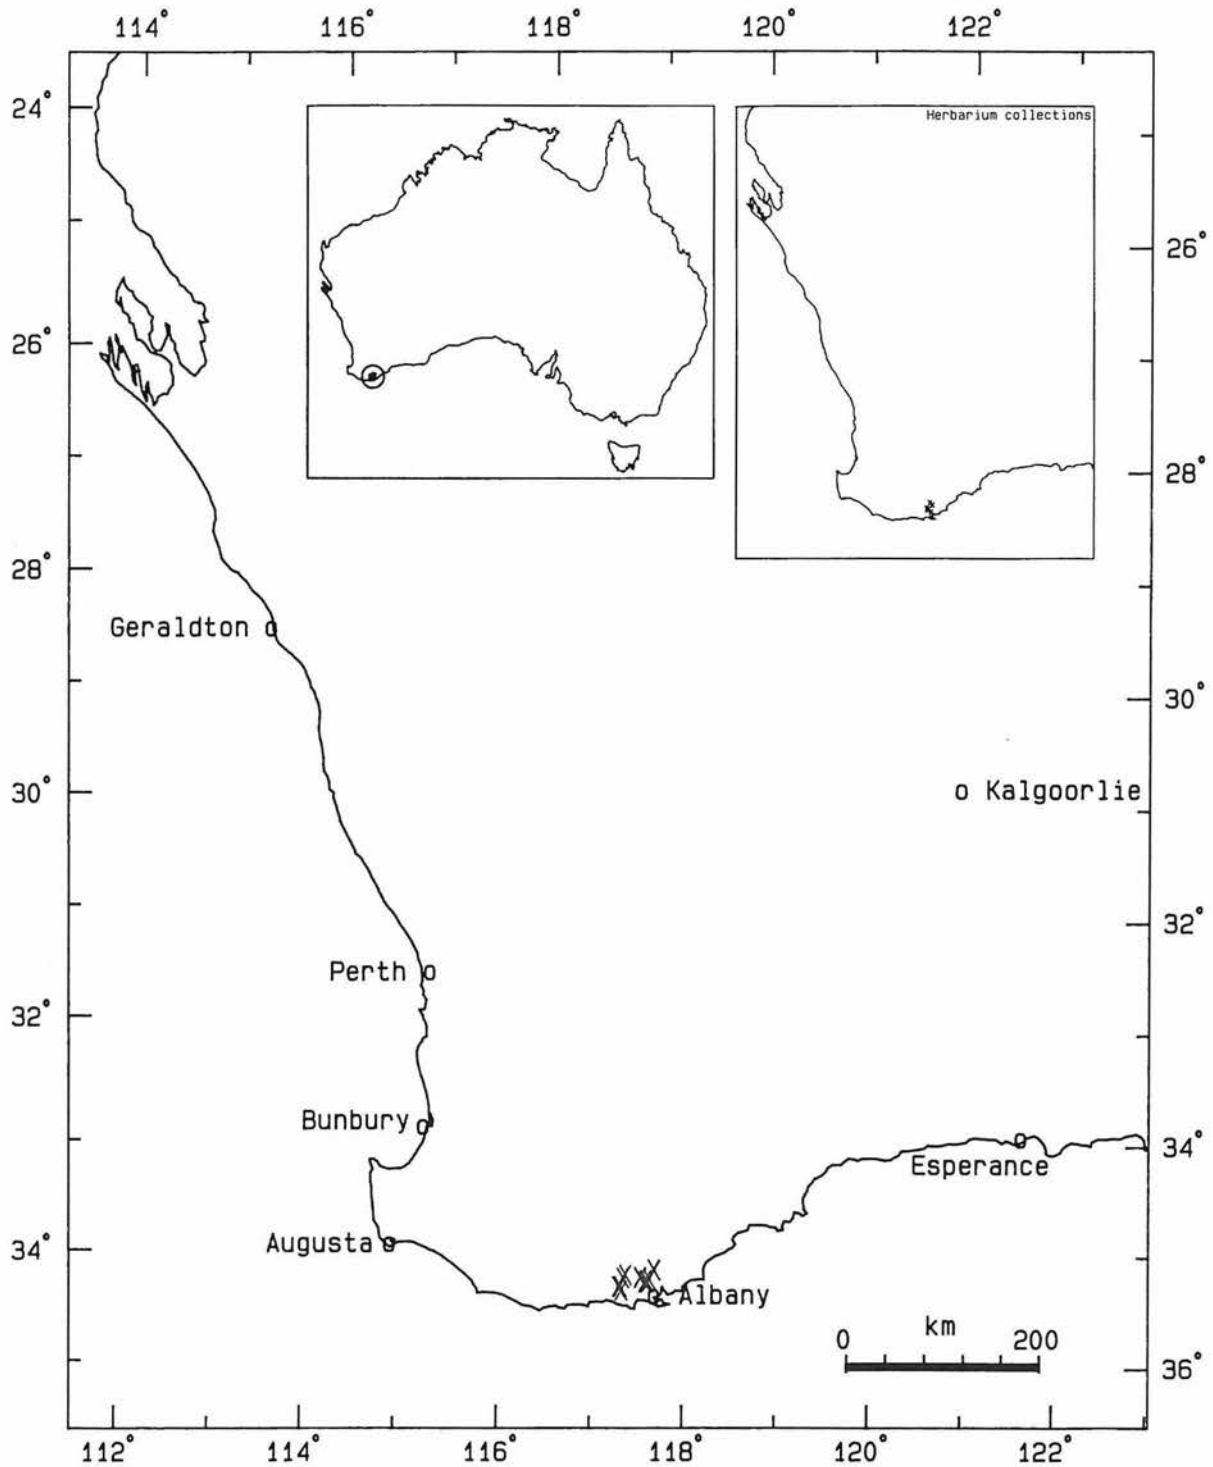 114° 116° 118° 120° 122°
24°
Herbarium collections
26°
26°
28°
28°
Geraldton
30°
30° Kalgoorlie
32°
Perth
32°
Bunbury
34°
Esperance
Augusta
34°
Albany
km
0 200
36°
112° 114° 116° 118° 120° 122°